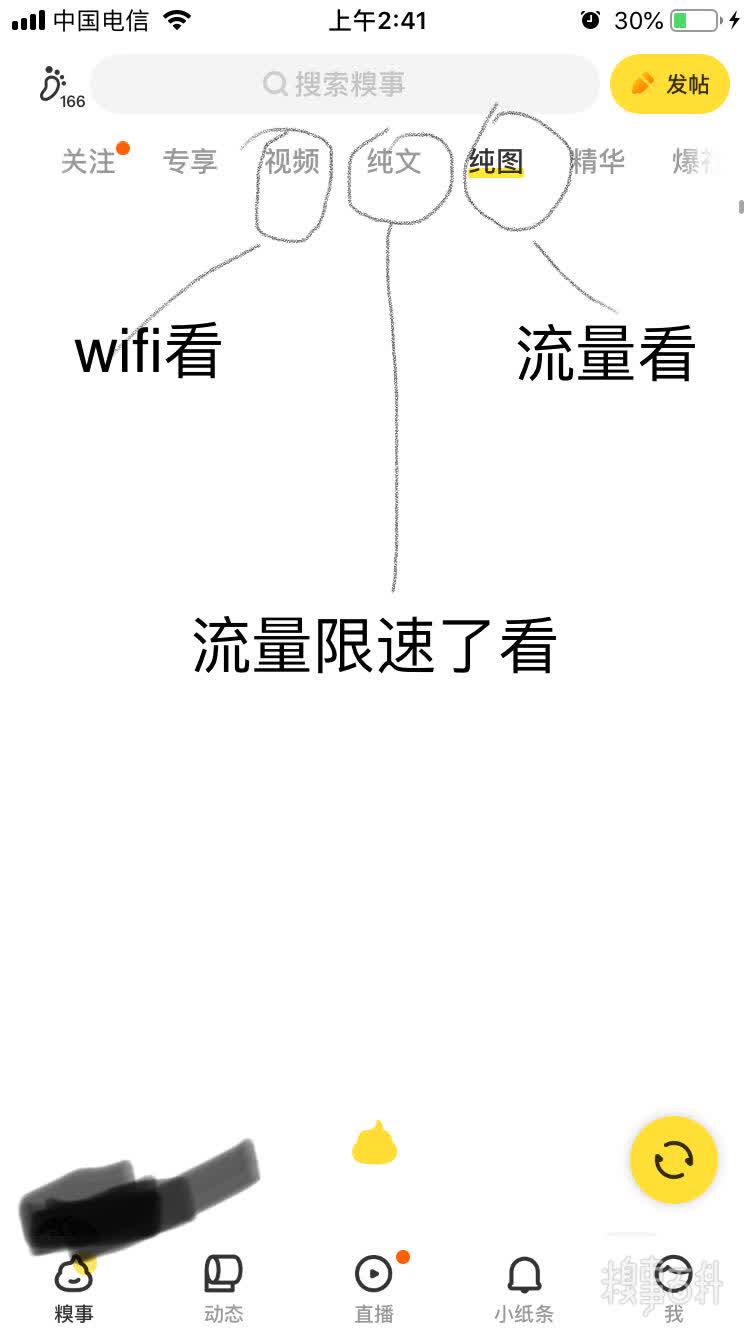 中国电信 上午2:41 30%
166 搜索糗事 发帖
关注 专享 视频 纯文 纯图 精华 爆社
wifi看 流量看
流量限速了看
糗事 动态 直播 小纸条 我
糗事百科